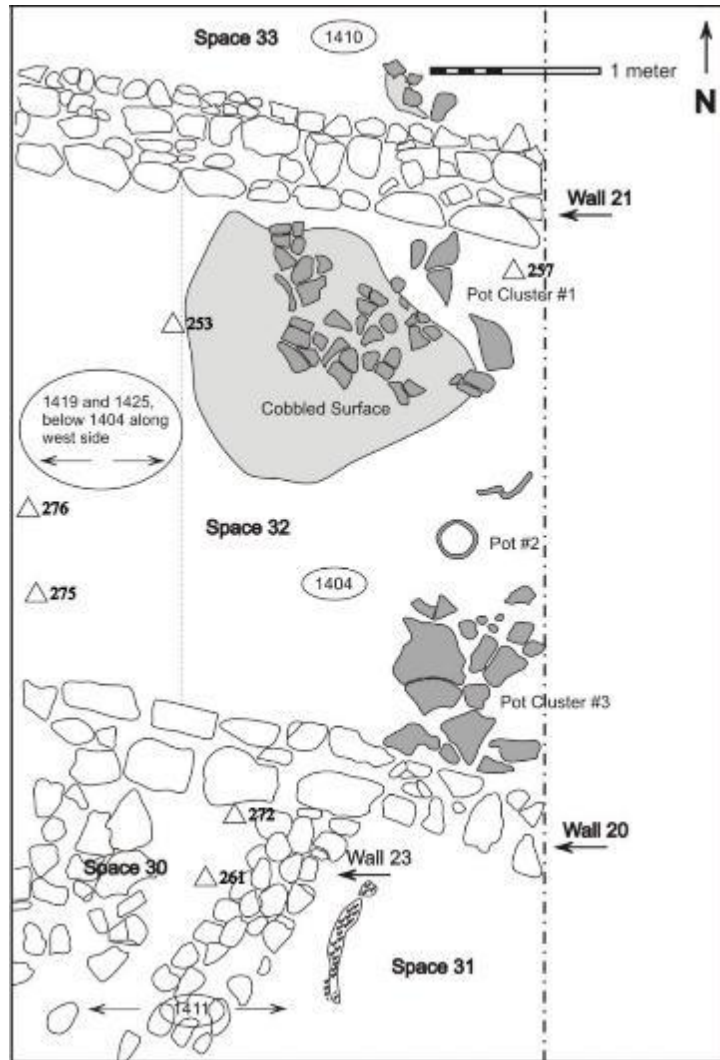 Space 33
1410
1 meter
N
Wall 21
257
Pot Cluster #1
253
Cobbled Surface
1419 and 1425,
below 1404 along
west side
276
Space 32
Pot #2
275
1404
Pot Cluster #3
272
Wall 20
Wall 23
Space 30
261
Space 31
1411